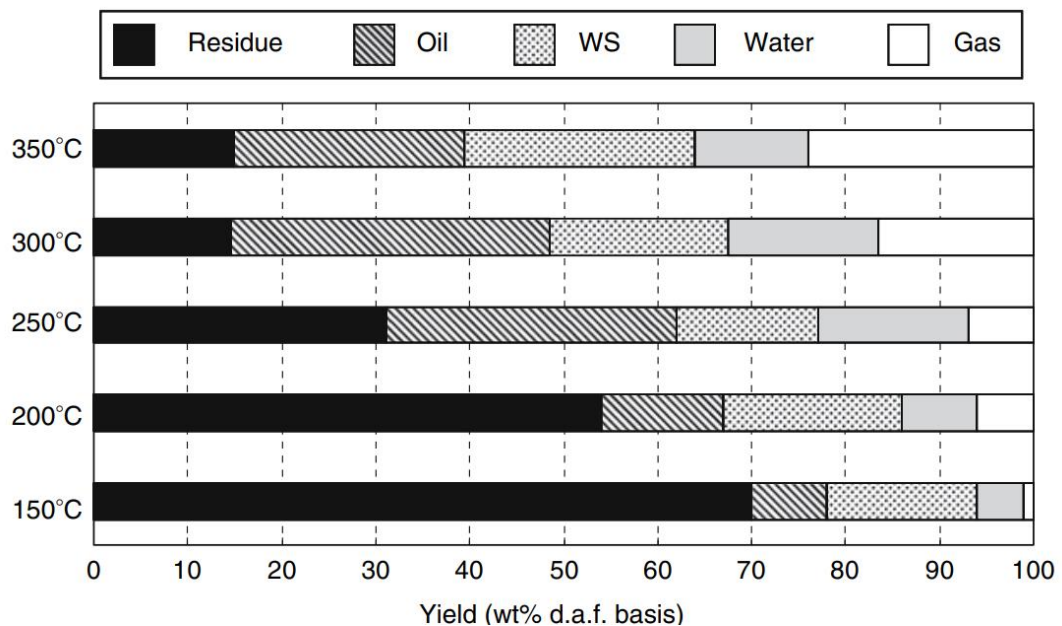 Residue Oil WS Water Gas
350°C
300°C
250°C
200°C
150°C
0 10 20 30 40 50 60 70 80 90 100
Yield (wt% d.a.f. basis)